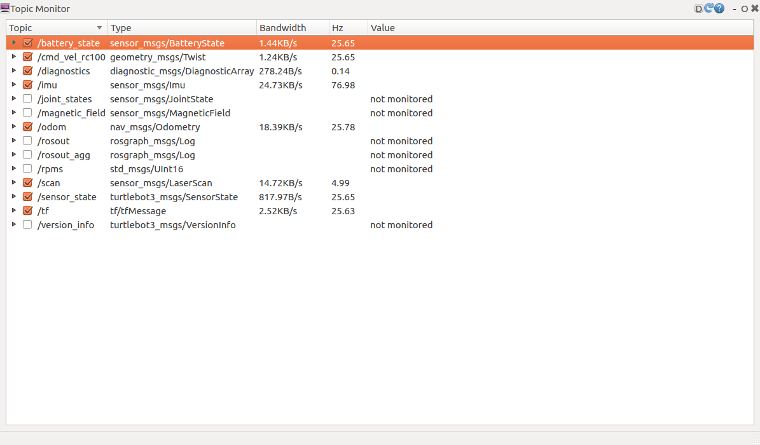 Topic Monitor D ? - O
Topic Type Bandwidth Hz Value
/battery_state sensor_msgs/BatteryState 1.44KB/s 25.65
/cmd_vel_rc100 geometry_msgs/Twist 1.24KB/s 25.65
/diagnostics diagnostic_msgs/DiagnosticArray 278.24B/s 0.14
/imu sensor_msgs/Imu 24.73KB/s 76.98
/joint_states sensor_msgs/JointState not monitored
/magnetic_field sensor_msgs/MagneticField not monitored
/odom nav_msgs/Odometry 18.39KB/s 25.78
/rosout rosgraph_msgs/Log not monitored
/rosout_agg rosgraph_msgs/Log not monitored
/rpms std_msgs/UInt16 not monitored
/scan sensor_msgs/LaserScan 14.72KB/s 4.99
/sensor_state turtlebot3_msgs/SensorState 817.97B/s 25.65
/tf tf/tfMessage 2.52KB/s 25.63
/version_info turtlebot3_msgs/VersionInfo not monitored